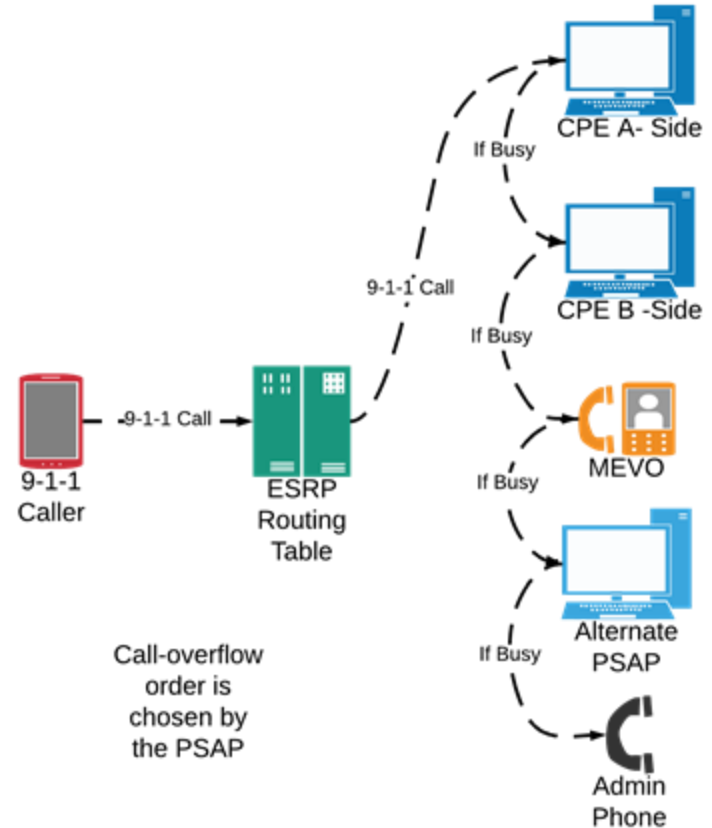 CPE A- Side
If Busy
CPE B -Side
9-1-1 Call
If Busy
9-1-1 Call
9-1-1
Caller
ESRP
Routing
Table
MEVO
If Busy
Alternate
PSAP
If Busy
Call-overflow
order is
chosen by
the PSAP
Admin
Phone